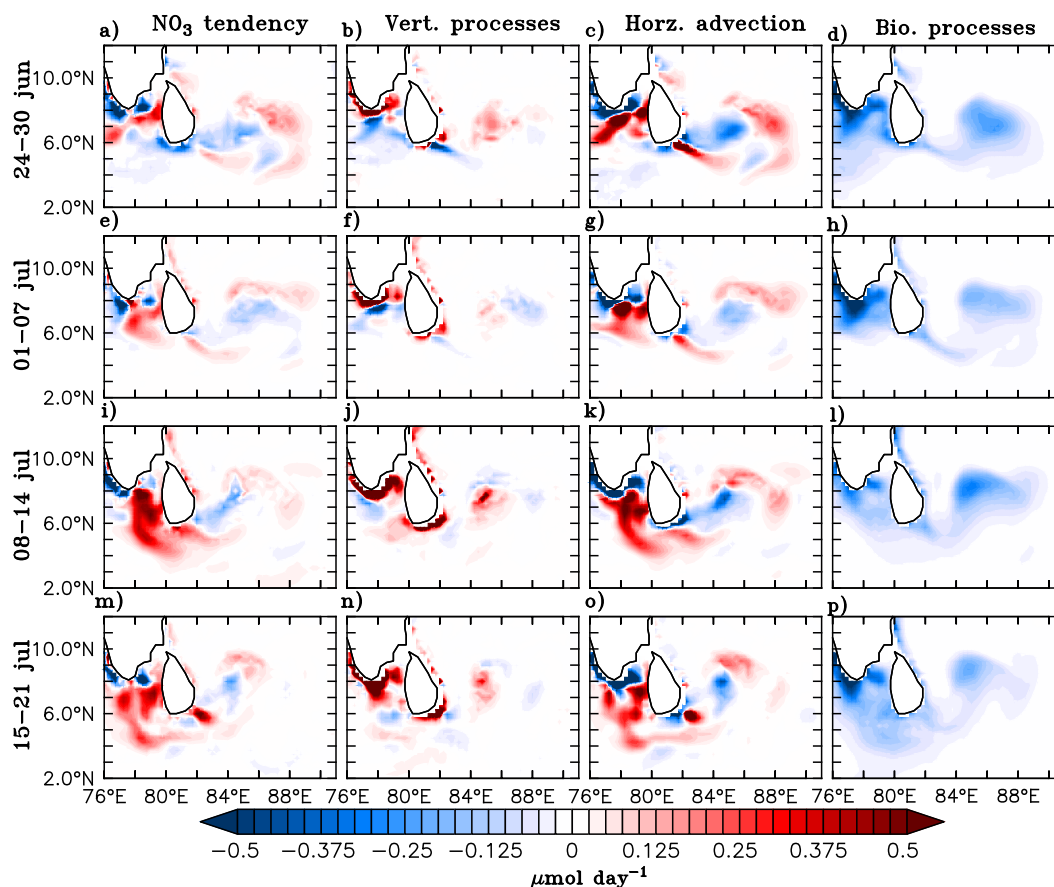 a) NO₃ tendency b) Vert. processes c) Horz. advection d) Bio. processes
10.0°N
6.0°N
2.0°N
24−30 jun
e) f) g) h)
10.0°N
6.0°N
2.0°N
01−07 jul
i) j) k) l)
10.0°N
6.0°N
2.0°N
08−14 jul
m) n) o) p)
10.0°N
6.0°N
2.0°N
15−21 jul
76°E 80°E 84°E 88°E 76°E 80°E 84°E 88°E 76°E 80°E 84°E 88°E 76°E 80°E 84°E 88°E
−0.5 −0.375 −0.25 −0.125 0 0.125 0.25 0.375 0.5
μmol day⁻¹